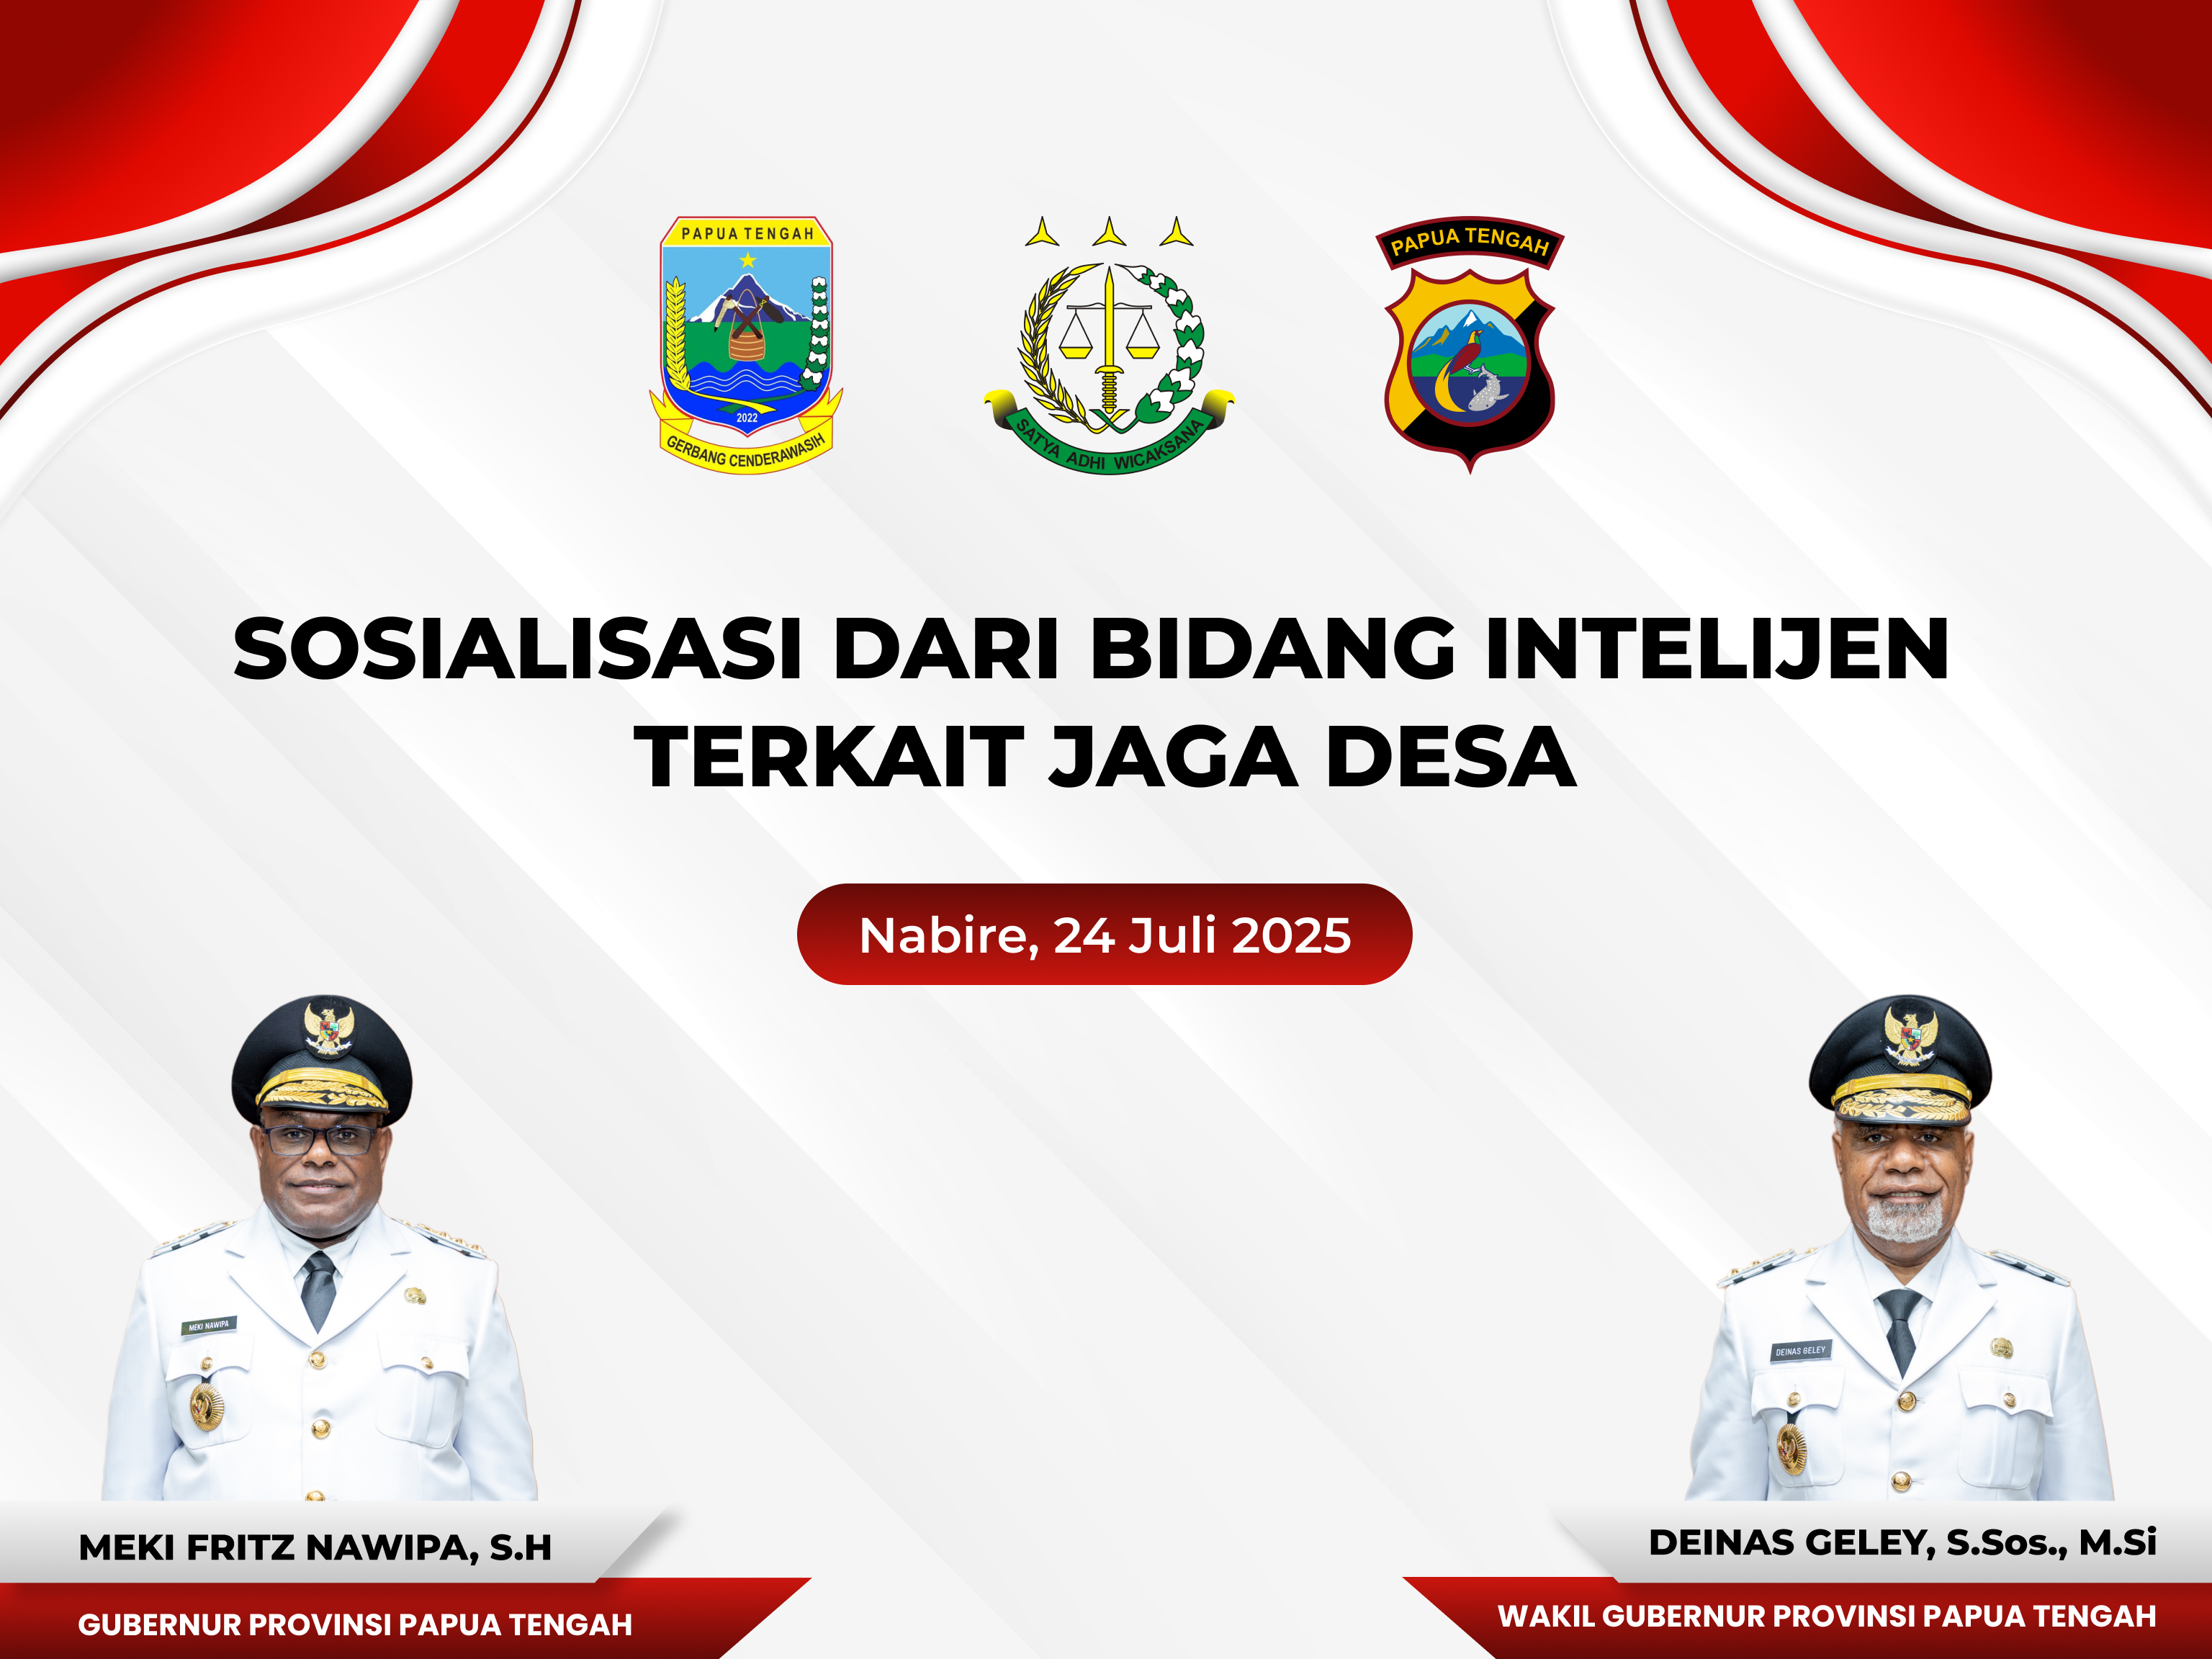 PAPUA TENGAH
2022
GERBANG CENDERAWASIH
SATYA ADHI WICAKSANA
PAPUA TENGAH
SOSIALISASI DARI BIDANG INTELIJEN
TERKAIT JAGA DESA
Nabire, 24 Juli 2025
MEKI NAWIPA
DEINAS GELEY
MEKI FRITZ NAWIPA, S.H
GUBERNUR PROVINSI PAPUA TENGAH
DEINAS GELEY, S.Sos., M.Si
WAKIL GUBERNUR PROVINSI PAPUA TENGAH